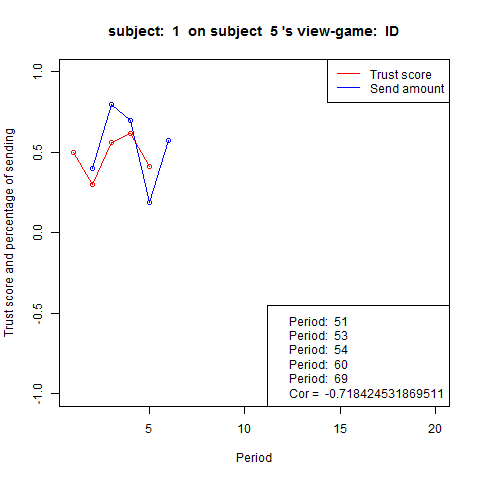 subject:  1  on subject  5 's view-game:  ID
Trust score and percentage of sending
1.0
0.5
0.0
-0.5
-1.0
Trust score
Send amount
Period:  51
Period:  53
Period:  54
Period:  60
Period:  69
Cor =  -0.718424531869511
5
10
15
20
Period